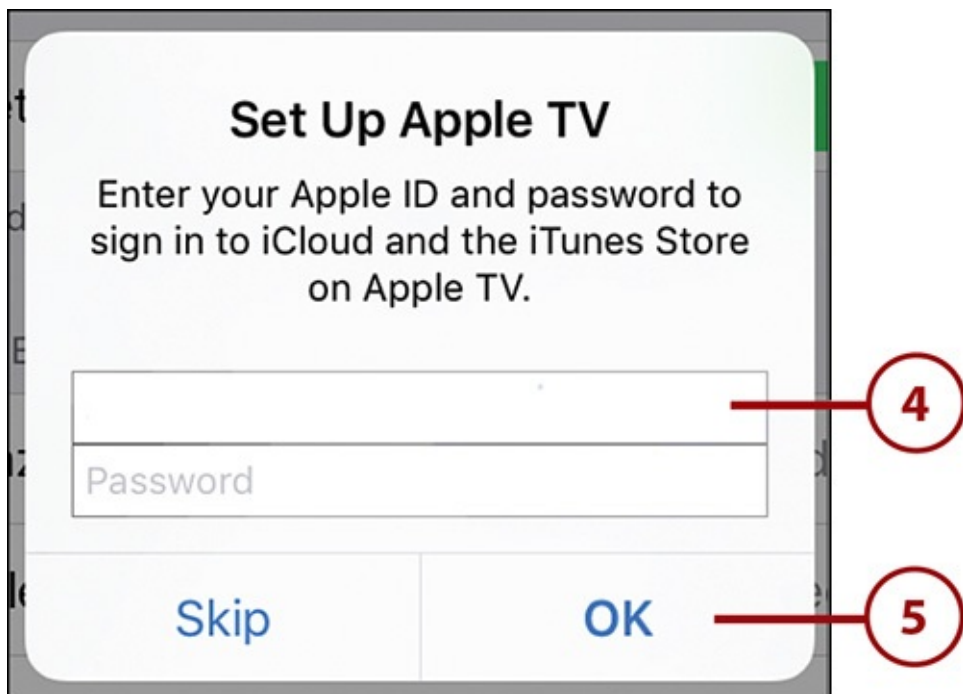 Set Up Apple TV
Enter your Apple ID and password to
sign in to iCloud and the iTunes Store
on Apple TV.
4
Password
Skip
OK
5